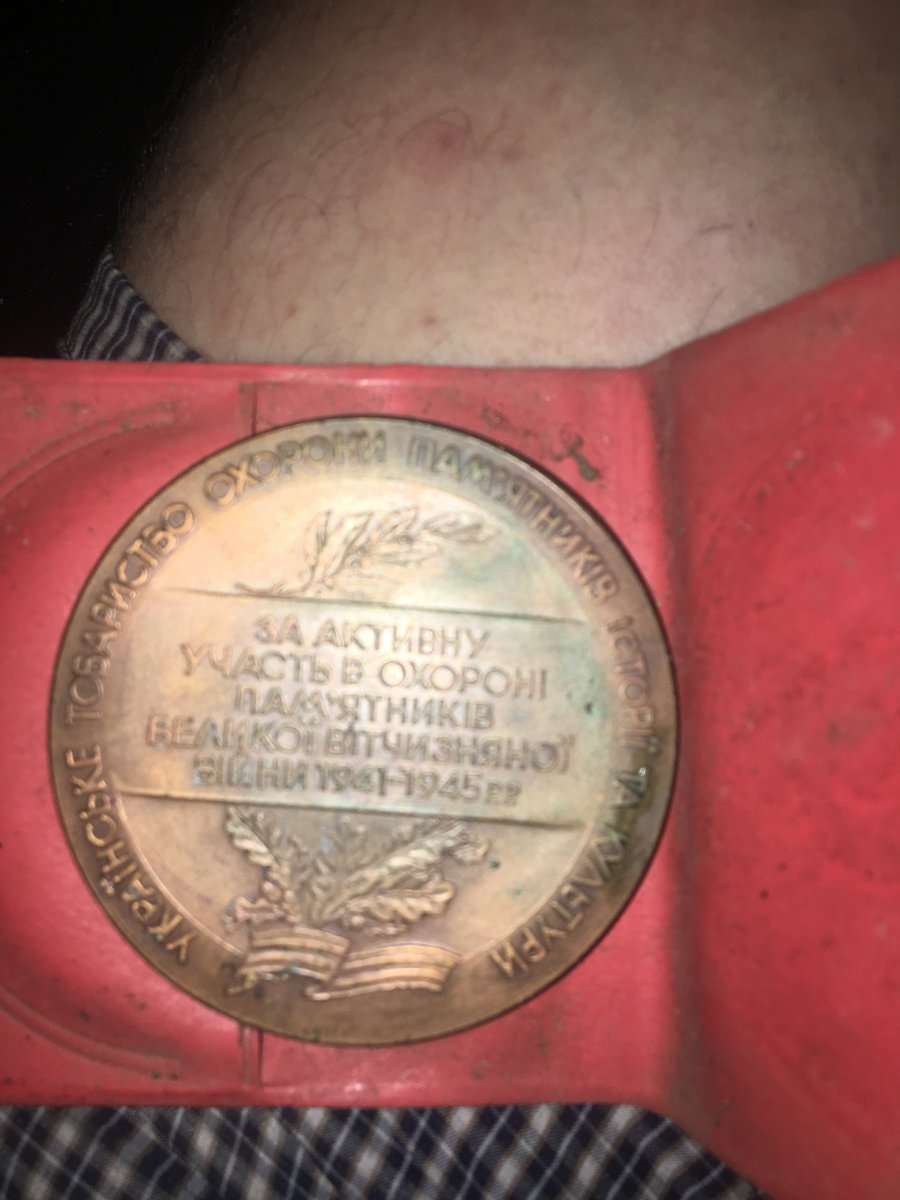 УКРАЇНСЬКЕ ТОВАРИСТВО ОХОРОНИ ПАМ'ЯТНИКІВ ІСТОРІЇ ТА КУЛЬТУРИ
ЗА АКТИВНУ
УЧАСТЬ В ОХОРОНІ
ПАМ'ЯТНИКІВ
ВЕЛИКОЇ ВІТЧИЗНЯНОЇ
ВІЙНИ 1941-1945 РР